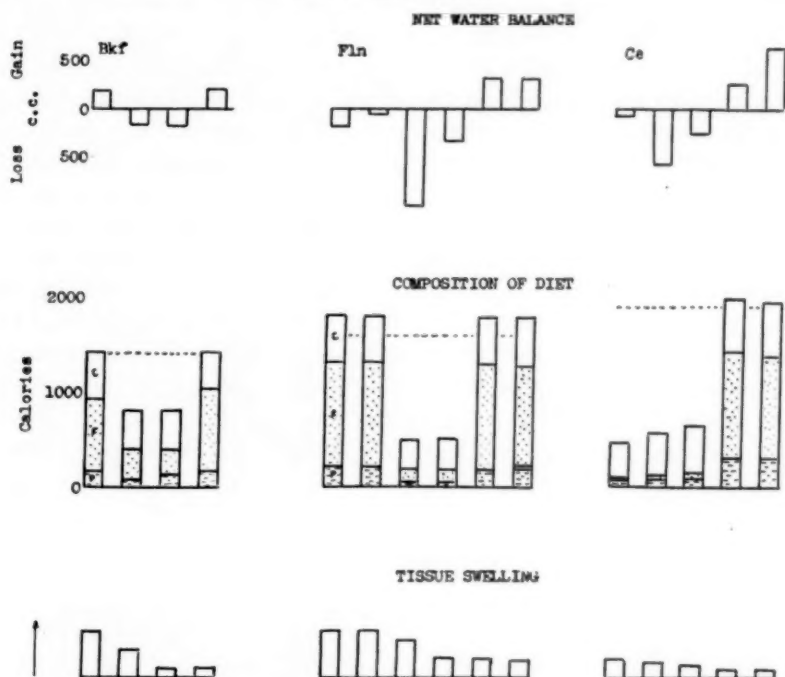 NET WATER BALANCE
Bkf
Fln
Ce
Loss c.c. Gain
500
0
500
COMPOSITION OF DIET
Calories
2000
1000
0
C
F
P
C
F
P
TISSUE SWELLING